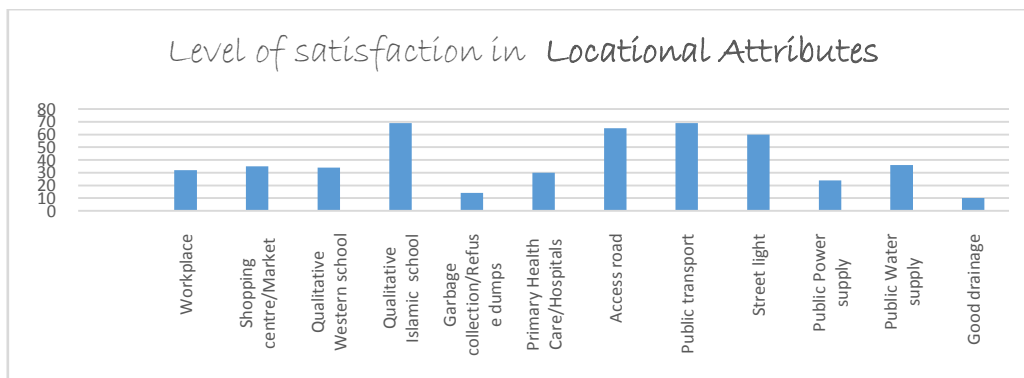 Level of satisfaction in Locational Attributes
80
70
60
50
40
30
20
10
0
Workplace
Shopping
centre/Market
Qualitative
Western school
Qualitative
Islamic school
Garbage
collection/Refus
e dumps
Primary Health
Care/Hospitals
Access road
Public transport
Street light
Public Power
supply
Public Water
supply
Good drainage